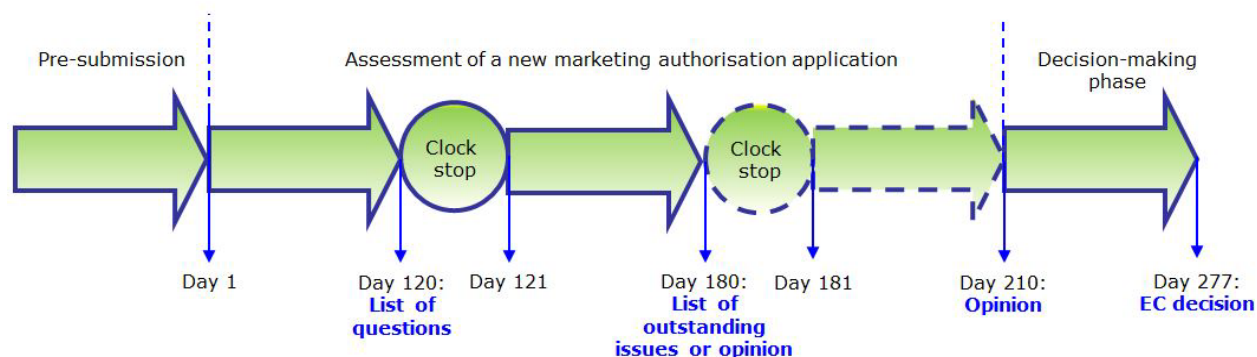 Pre-submission
Assessment of a new marketing authorisation application
Decision-making
phase
Clock
stop
Clock
stop
Day 1
Day 120:
List of
questions
Day 121
Day 180:
List of
outstanding
issues or opinion
Day 181
Day 210:
Opinion
Day 277:
EC decision